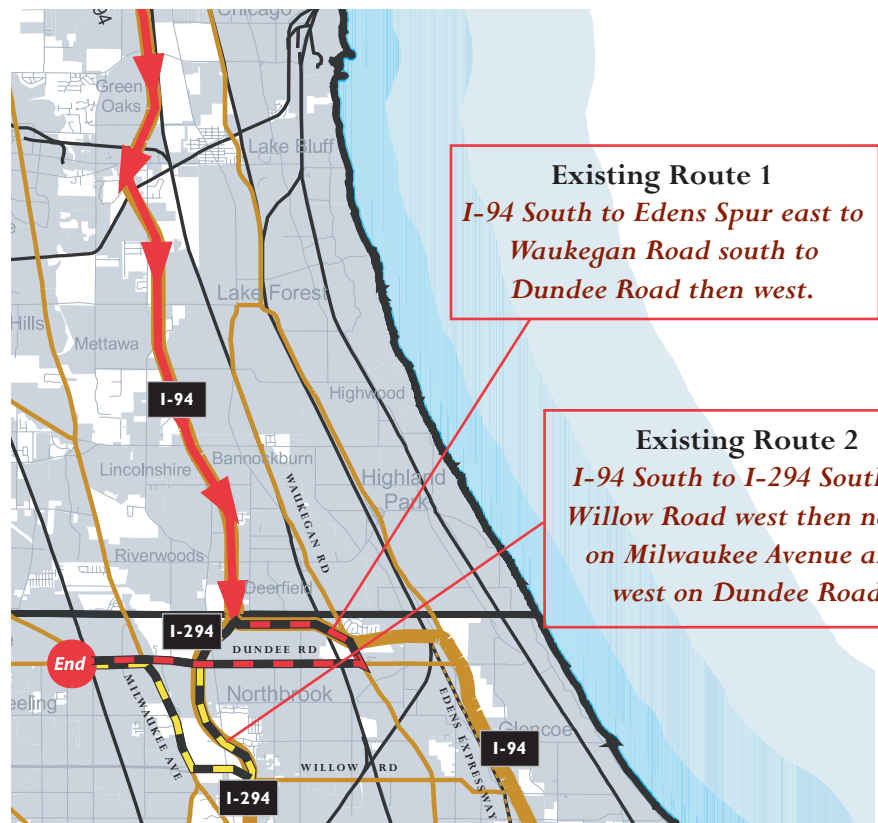 94
Chicago
Green
Oaks
Lake Bluff
Existing Route 1
I-94 South to Edens Spur east to
Waukegan Road south to
Dundee Road then west.
Lake Forest
Hills
Mettawa
I-94
Highwood
Existing Route 2
I-94 South to I-294 South
Willow Road west then
on Milwaukee Avenue
west on Dundee Road
Lincolnshire
Bannockburn
Highland
Park
WAUKEGAN RD
Riverwoods
Deerfield
I-294
DUNDEE RD
End
Northbrook
eeling
MILWAUKEE AVE
EDENS EXPRESSWAY
Glencoe
I-94
WILLOW RD
I-294